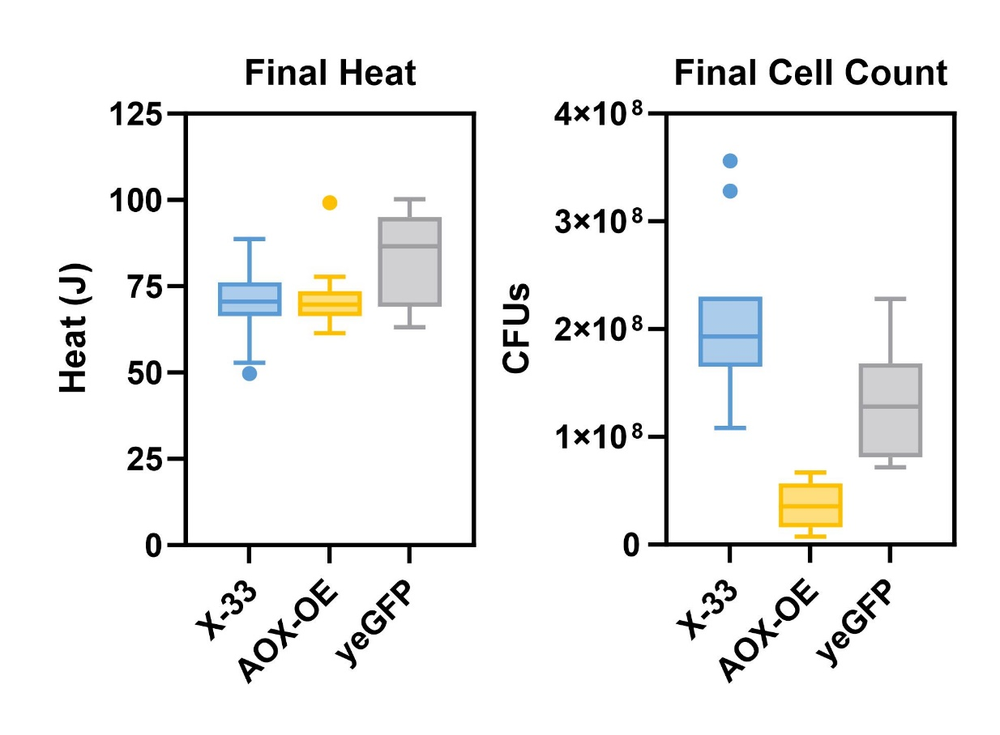 Final Heat
Heat (J)
125
100
75
50
25
0
X-33
AOX-OE
yeGFP
Final Cell Count
CFUs
4×10⁸
3×10⁸
2×10⁸
1×10⁸
0
X-33
AOX-OE
yeGFP